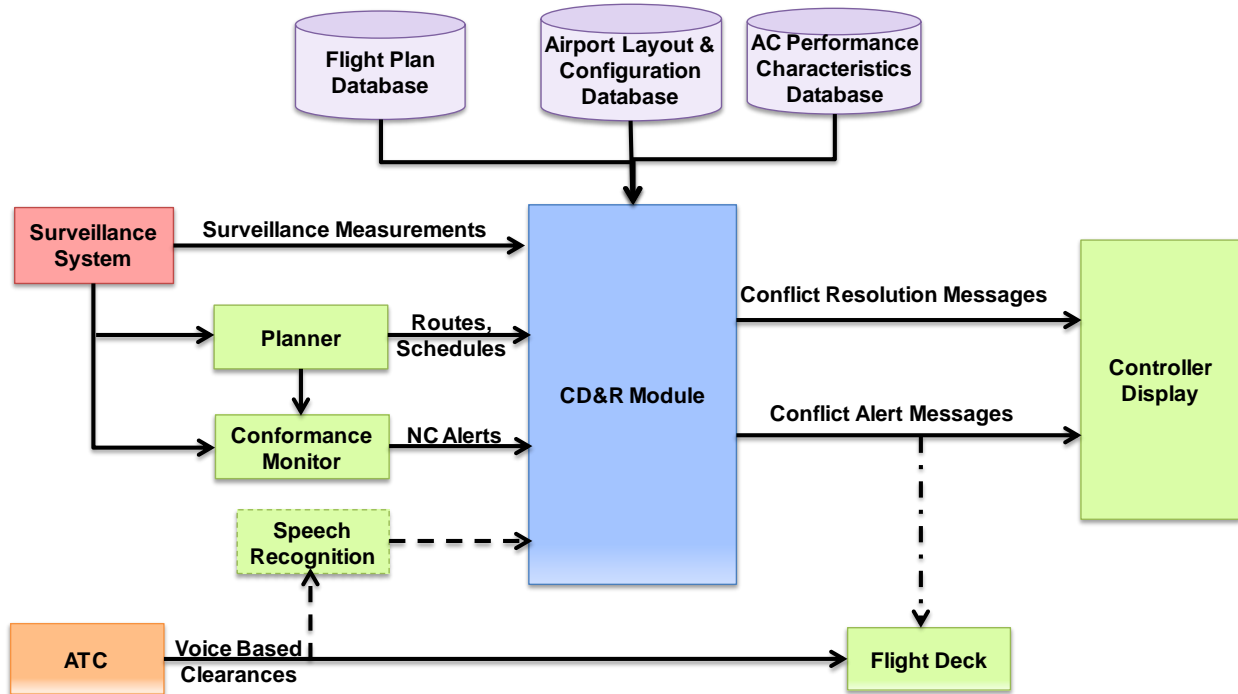 Flight Plan
Database
Airport Layout &
Configuration
Database
AC Performance
Characteristics
Database
Surveillance
System
Surveillance Measurements
Planner
Routes,
Schedules
Conformance
Monitor
NC Alerts
Speech
Recognition
CD&R Module
Conflict Resolution Messages
Conflict Alert Messages
Controller
Display
ATC
Voice Based
Clearances
Flight Deck